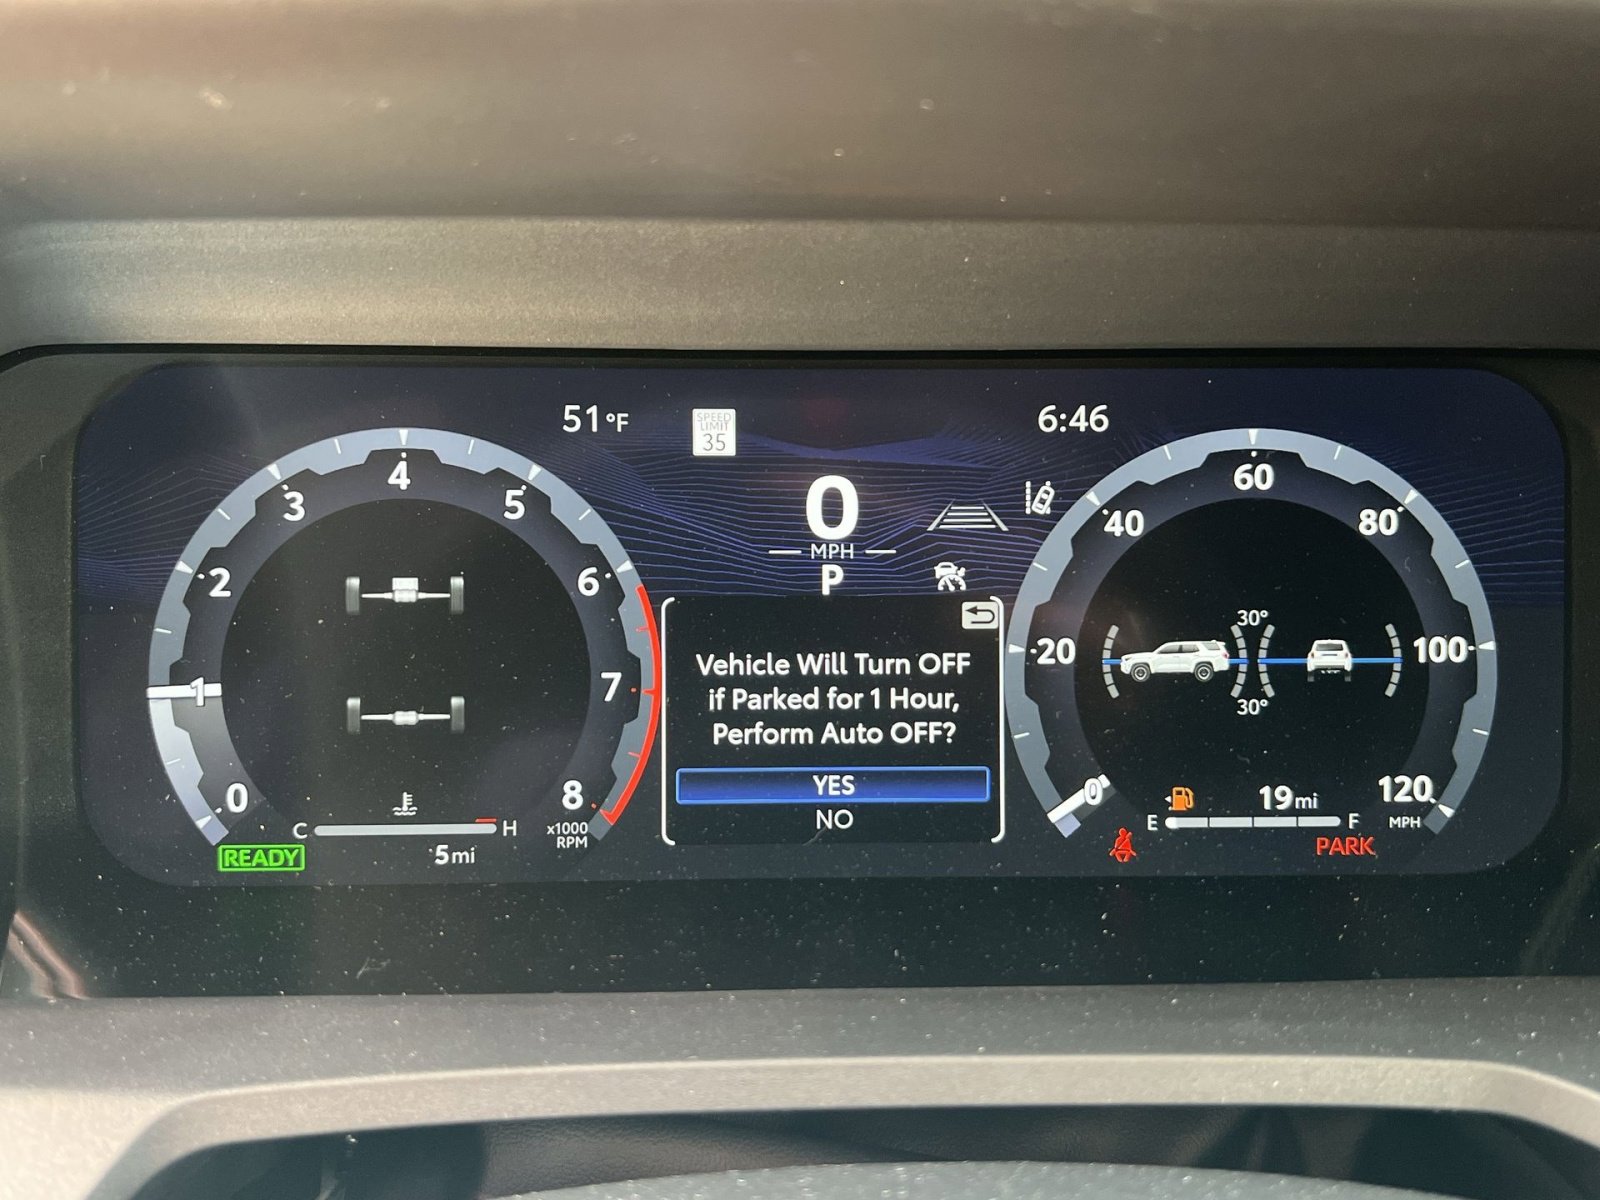 51°F
SPEED
LIMIT
35
6:46
0
MPH
P
0
1
2
3
4
5
6
7
8
x1000
RPM
C
H
READY
5mi
Vehicle Will Turn OFF
if Parked for 1 Hour,
Perform Auto OFF?
YES
NO
0
20
40
60
80
100
120
MPH
30°
30°
19mi
E
F
PARK